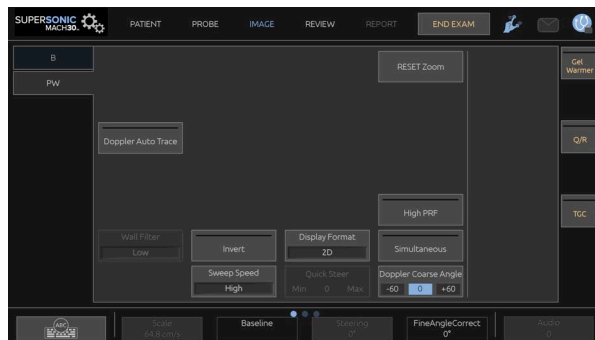 SUPERSONIC
MACH30.
PATIENT
PROBE
IMAGE
REVIEW
REPORT
END EXAM
B
PW
RESET Zoom
Gel
Warmer
Doppler Auto Trace
Q/R
High PRF
TGC
Wall Filter
Low
Invert
Display Format
2D
Simultaneous
Sweep Speed
High
Quick Steer
Min 0 Max
Doppler Coarse Angle
-60 0 +60
ABC
Scale
64.8 cm/s
Baseline
Steering
0°
FineAngleCorrect
0°
Audio
0